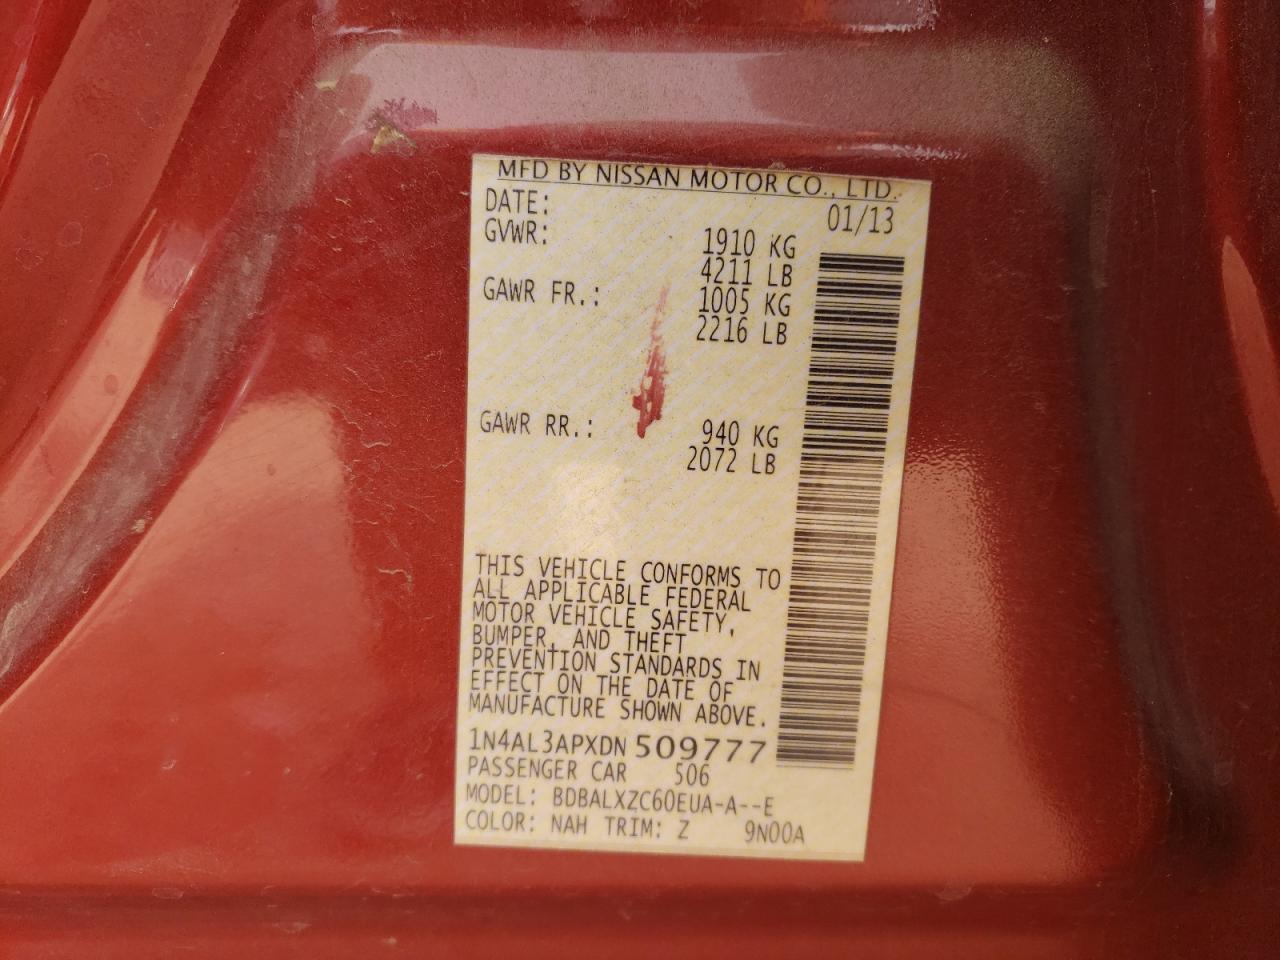 MFD BY NISSAN MOTOR CO., LTD.
DATE: 01/13
GVWR: 1910 KG
4211 LB
GAWR FR.: 1005 KG
2216 LB
GAWR RR.: 940 KG
2072 LB
THIS VEHICLE CONFORMS TO
ALL APPLICABLE FEDERAL
MOTOR VEHICLE SAFETY,
BUMPER, AND THEFT
PREVENTION STANDARDS IN
EFFECT ON THE DATE OF
MANUFACTURE SHOWN ABOVE.
1N4AL3APXDN509777
PASSENGER CAR 506
MODEL: BDBALXZC60EUA-A--E
COLOR: NAH TRIM: Z 9N00A